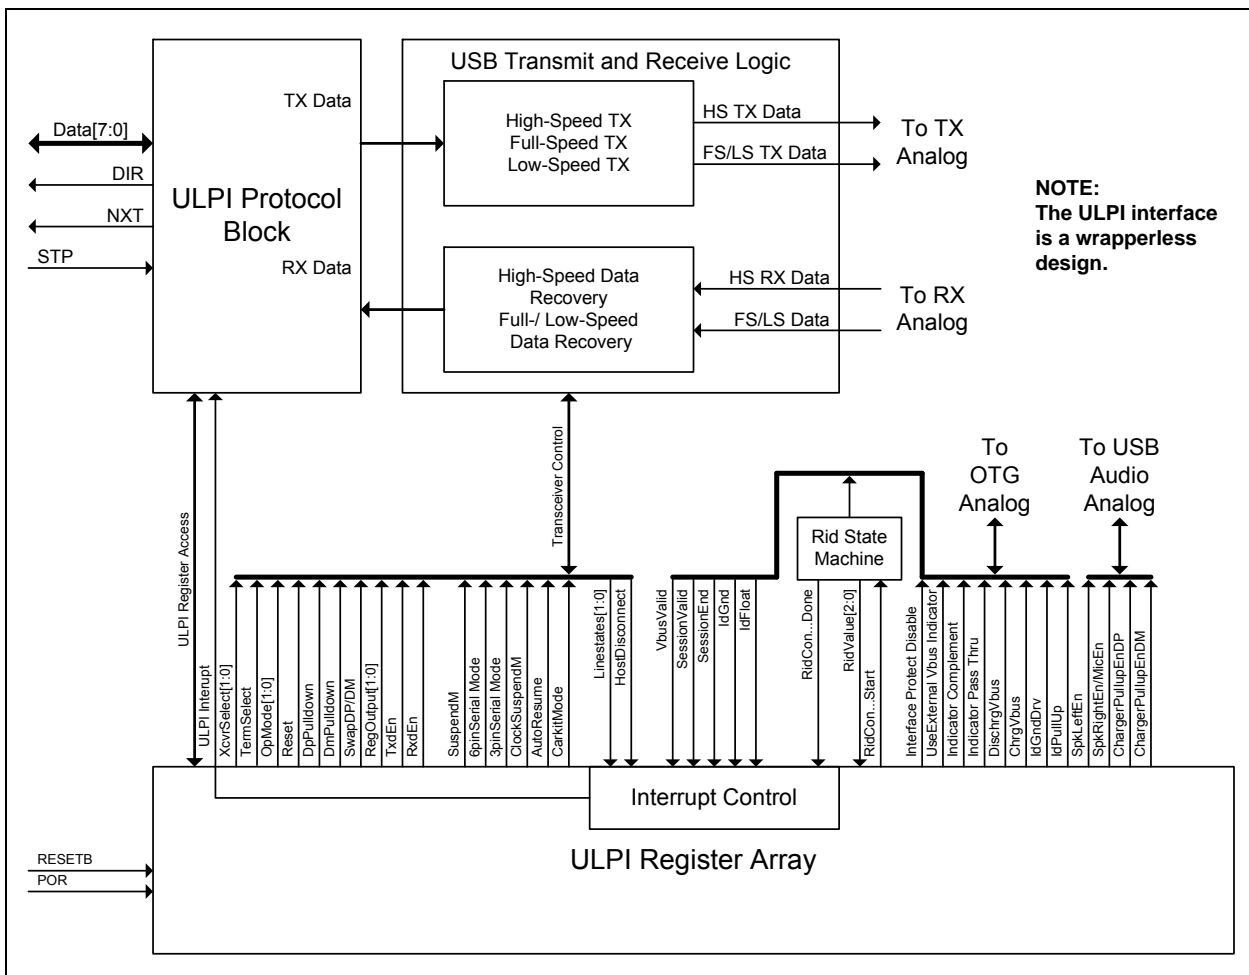 USB Transmit and Receive Logic
TX Data
High-Speed TX
Full-Speed TX
Low-Speed TX
HS TX Data
FS/LS TX Data
To TX
Analog
Data[7:0]
DIR
NXT
STP
ULPI Protocol
Block
RX Data
High-Speed Data
Recovery
Full-/ Low-Speed
Data Recovery
HS RX Data
FS/LS Data
To RX
Analog
NOTE:
The ULPI interface
is a wrapperless
design.
ULPI Register Access
ULPI Interupt
Transceiver Control
To
OTG
Analog
To USB
Audio
Analog
Rid State
Machine
XcvrSelect[1:0]
TermSelect
OpMode[1:0]
Reset
DpPulldown
DmPulldown
SwapDP/DM
RegOutput[1:0]
TxdEn
RxdEn
SuspendM
6pinSerial Mode
3pinSerial Mode
ClockSuspendM
AutoResume
CarkitMode
Linestates[1:0]
HostDisconnect
VbusValid
SessionValid
SessionEnd
IdGnd
IdFloat
RidCon...Done
RidValue[2:0]
RidCon...Start
Interface Protect Disable
UseExternal Vbus Indicator
Indicator Complement
Indicator Pass Thru
DischrgVbus
ChrgVbus
IdGndDrv
IdPullUp
SpkLeftEn
SpkRightEn/MicEn
ChargerPullupEnDP
ChargerPullupEnDM
Interrupt Control
ULPI Register Array
RESETB
POR